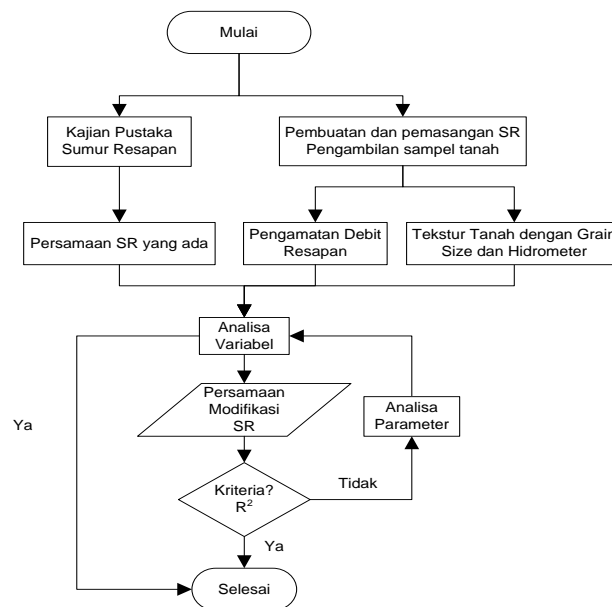 Mulai
Kajian Pustaka
Sumur Resapan
Pembuatan dan pemasangan SR
Pengambilan sampel tanah
Persamaan SR yang ada
Pengamatan Debit
Resapan
Tekstur Tanah dengan Grain
Size dan Hidrometer
Analisa
Variabel
Persamaan
Modifikasi
SR
Analisa
Parameter
Ya
Kriteria?
R²
Tidak
Ya
Selesai